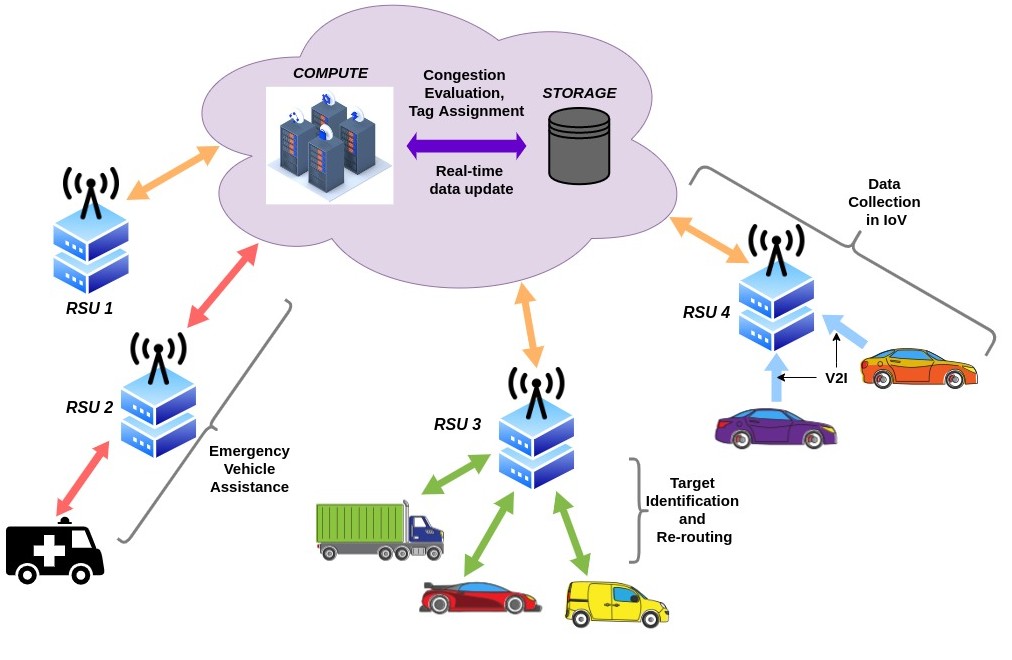 COMPUTE
Congestion
Evaluation,
Tag Assignment
STORAGE
Real-time
data update
Data
Collection
in IoV
RSU 1
RSU 4
V2I
RSU 2
RSU 3
Emergency
Vehicle
Assistance
Target
Identification
and
Re-routing